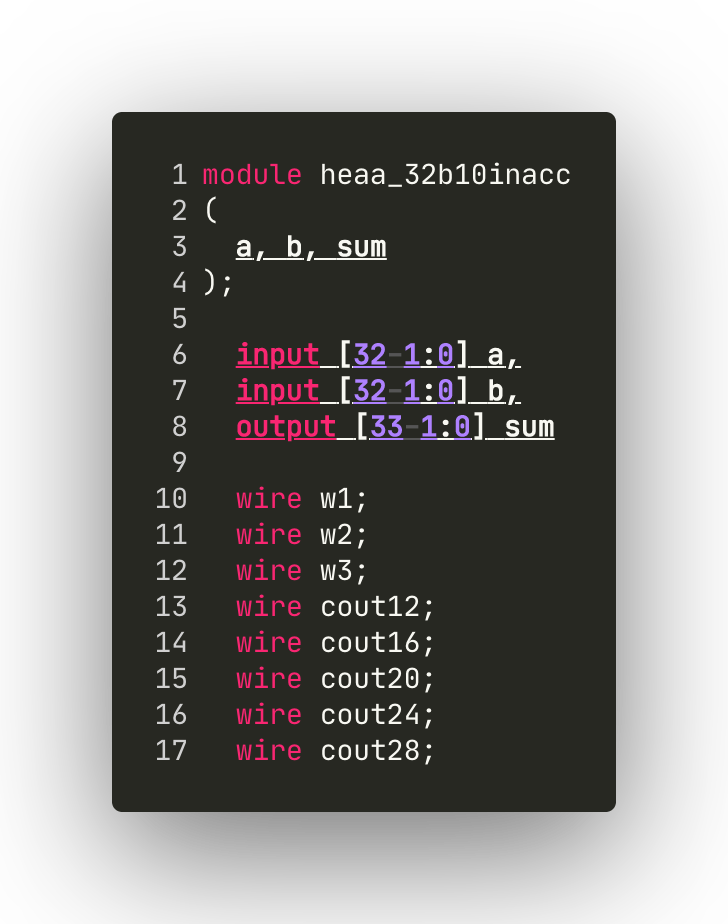 1 module heaa_32b10inacc
2 (
3   a, b, sum
4 );
5
6   input [32-1:0] a,
7   input [32-1:0] b,
8   output [33-1:0] sum
9
10   wire w1;
11   wire w2;
12   wire w3;
13   wire cout12;
14   wire cout16;
15   wire cout20;
16   wire cout24;
17   wire cout28;